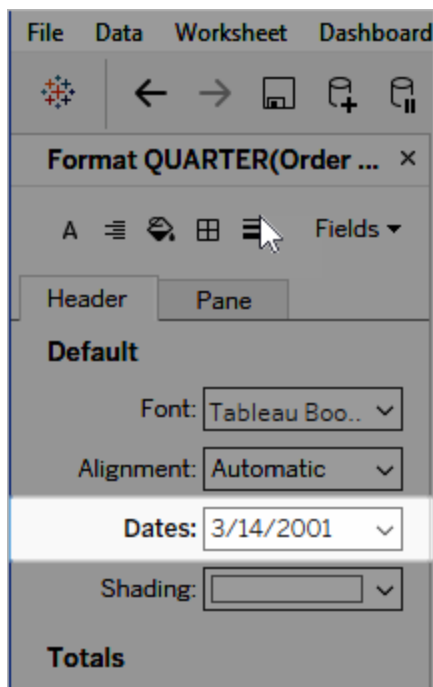 File Data Worksheet Dashboard
Format QUARTER(Order ... ×
A Fields
Header Pane
Default
Font: Tableau Boo..
Alignment: Automatic
Dates: 3/14/2001
Shading:
Totals